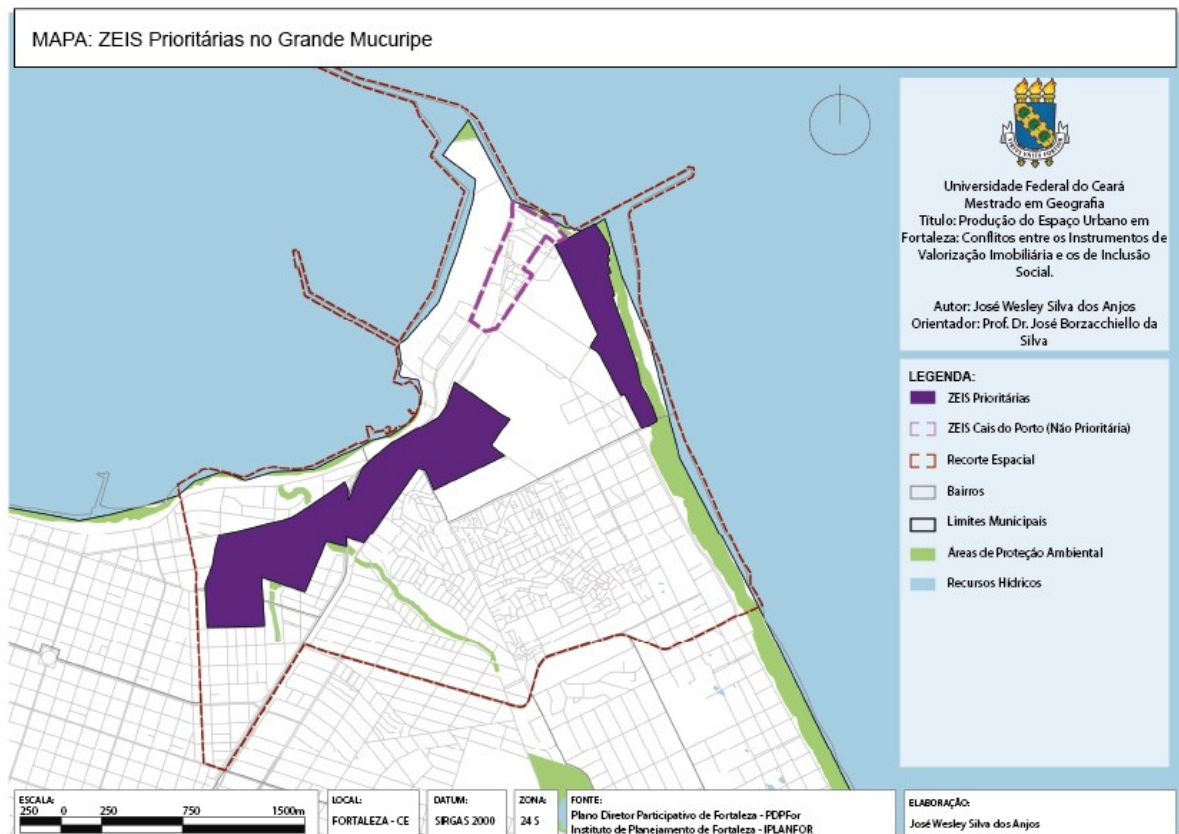 MAPA: ZEIS Prioritárias no Grande Mucuripe
Universidade Federal do Ceará
Mestrado em Geografia
Título: Produção do Espaço Urbano em
Fortaleza: Conflitos entre os Instrumentos de
Valorização Imobiliária e os de Inclusão
Social.
Autor: José Wesley Silva dos Anjos
Orientador: Prof. Dr. José Borzacchiello da
Silva
LEGENDA:
ZEIS Prioritárias
ZEIS Cais do Porto (Não Prioritária)
Recorte Espacial
Bairros
Limites Municipais
Áreas de Proteção Ambiental
Recursos Hídricos
ESCALA:
250 0 250 750 1500m
LOCAL:
FORTALEZA - CE
DATUM:
SIRGAS 2000
ZONA:
24 S
FONTE:
Plano Diretor Participativo de Fortaleza - PDPFor
Instituto de Planejamento de Fortaleza - IPLANFOR
ELABORAÇÃO:
José Wesley Silva dos Anjos